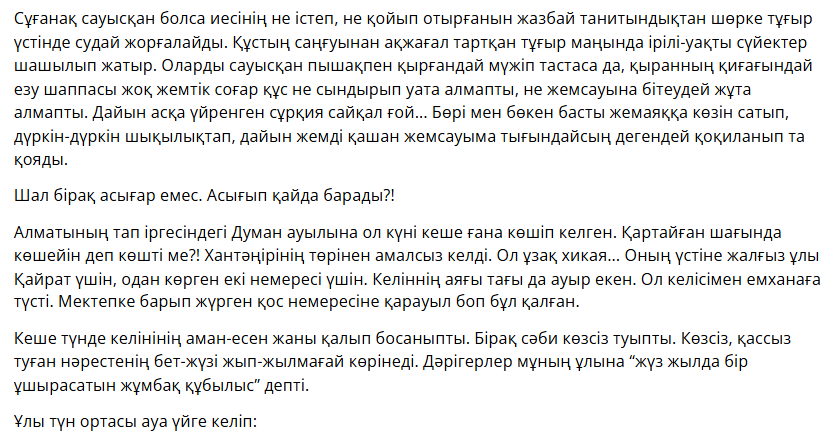 Сұғанақ сауысқан болса иесінің не істеп, не қойып отырғанын жазбай танитындықтан шөрке тұғыр
үстінде судай жорғалайды. Құстың саңғуынан ақжағал тартқан тұғыр маңында ірілі-уақты сүйектер
шашылып жатыр. Оларды сауысқан пышақпен қырғандай мүжіп тастаса да, қыранның қиғағындай
езу шаппасы жоқ жемтік соғар құс не сындырып уата алмапты, не жемсауына бітеудей жұта
алмапты. Дайын асқа үйренген сұрқия сайқал ғой... Бөрі мен бөкен басты жемаяққа көзін сатып,
дүркін-дүркін шықылықтап, дайын жемді қашан жемсауыма тығындайсың дегендей қоқиланып та
қояды.
Шал бірақ асығар емес. Асығып қайда барады?!
Алматының тап іргесіндегі Думан ауылына ол күні кеше ғана көшіп келген. Қартайған шағында
көшейін деп көшті ме?! Хантәңірінің төрінен амалсыз келді. Ол ұзақ хикая... Оның үстіне жалғыз ұлы
Қайрат үшін, одан көрген екі немересі үшін. Келіннің аяғы тағы да ауыр екен. Ол келісімен емханаға
түсті. Мектепке барып жүрген қос немересіне қарауыл боп бұл қалған.
Кеше түнде келінінің аман-есен жаны қалып босаныпты. Бірақ сәби көзсіз туыпты. Көзсіз, қассыз
туған нәрестенің бет-жүзі жып-жылмағай көрінеді. Дәрігерлер мұның ұлына “жүз жылда бір
ұшырасатын жұмбақ құбылыс” депті.
Ұлы түн ортасы ауа үйге келіп: